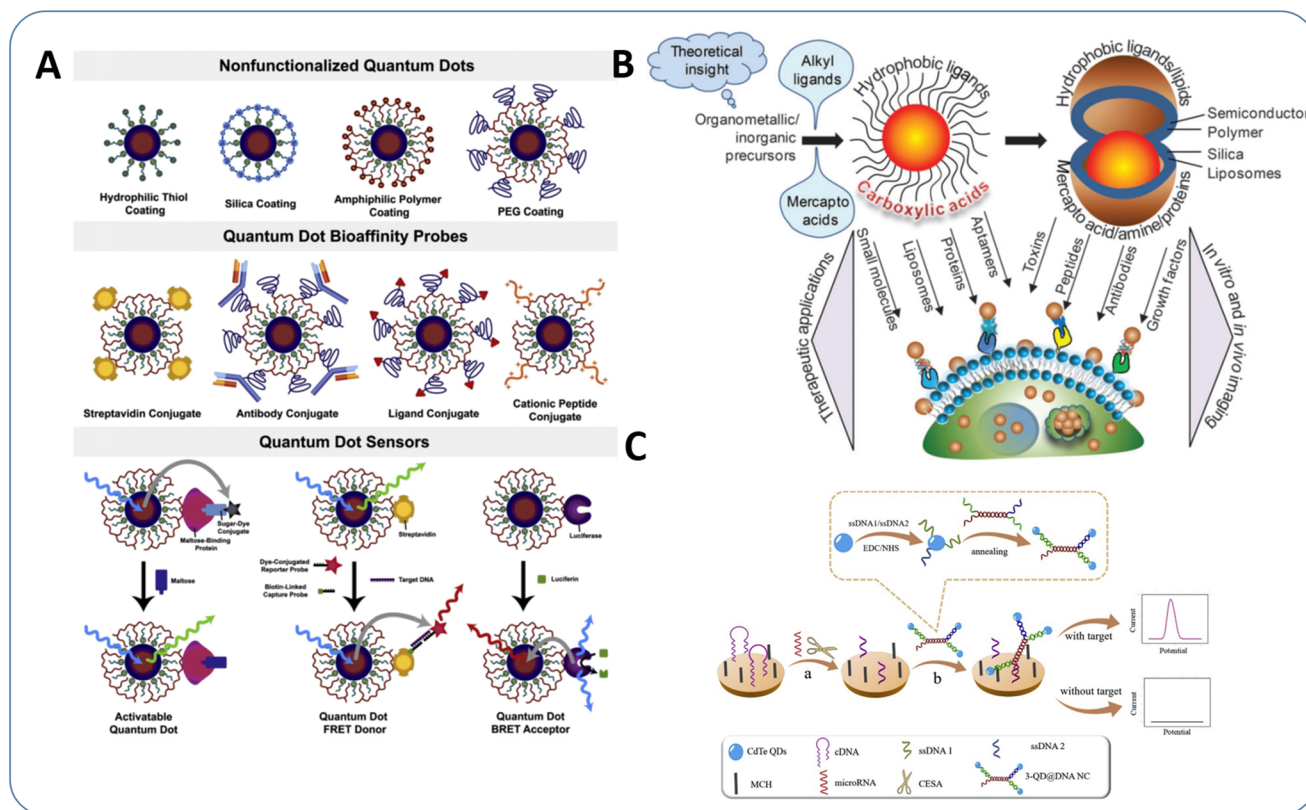 A
Nonfunctionalized Quantum Dots
Hydrophilic Thiol
Coating
Silica Coating
Amphiphilic Polymer
Coating
PEG Coating
Quantum Dot Bioaffinity Probes
Streptavidin Conjugate
Antibody Conjugate
Ligand Conjugate
Cationic Peptide
Conjugate
Quantum Dot Sensors
Sugar-Dye
Conjugate
Maltose-Binding
Protein
Maltose
Activatable
Quantum Dot
Streptavidin
Dye-Conjugated
Reporter Probe
Biotin-Linked
Capture Probe
Target DNA
Quantum Dot
FRET Donor
Luciferase
Luciferin
Quantum Dot
BRET Acceptor
B
Theoretical
insight
Organometallic/
inorganic
precursors
Alkyl
ligands
Mercapto
acids
Hydrophobic ligands
Carboxylic acids
Hydrophobic ligands/lipids
Semiconductor
Polymer
Silica
Liposomes
Mercapto acid/amine/proteins
Therapeutic applications
Small molecules
Liposomes
Proteins
Aptamers
Toxins
Peptides
Antibodies
Growth factors
In vitro and in vivo imaging
C
ssDNA1/ssDNA2
EDC/NHS
annealing
a
b
with target
without target
Current
Potential
Current
Potential
CdTe QDs
cDNA
ssDNA 1
ssDNA 2
MCH
microRNA
CESA
3-QD@DNA NC